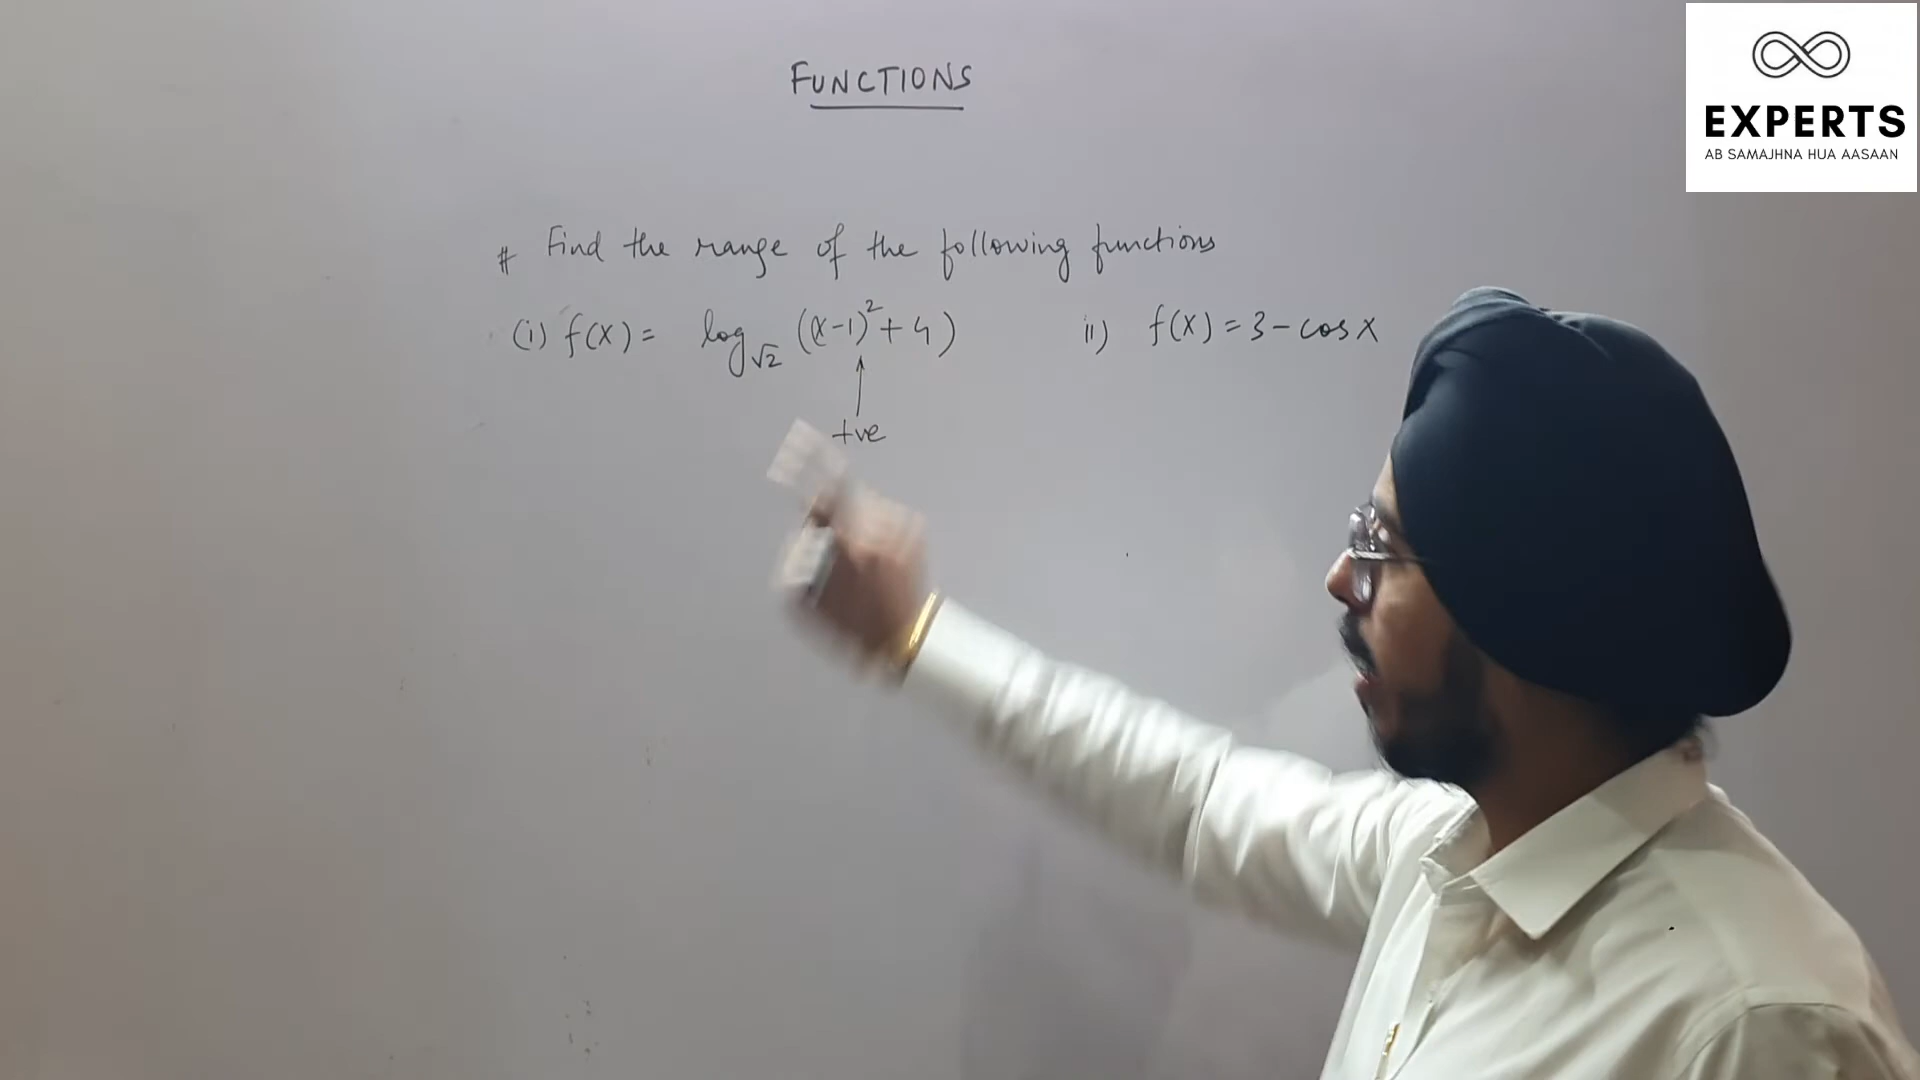 FUNCTIONS
EXPERTS
AB SAMAJHNA HUA AASAAN
# Find the range of the following functions
(i) f(x) = log√2 ((x-1)²+4)
ii) f(x) = 3 - cos x
+ve